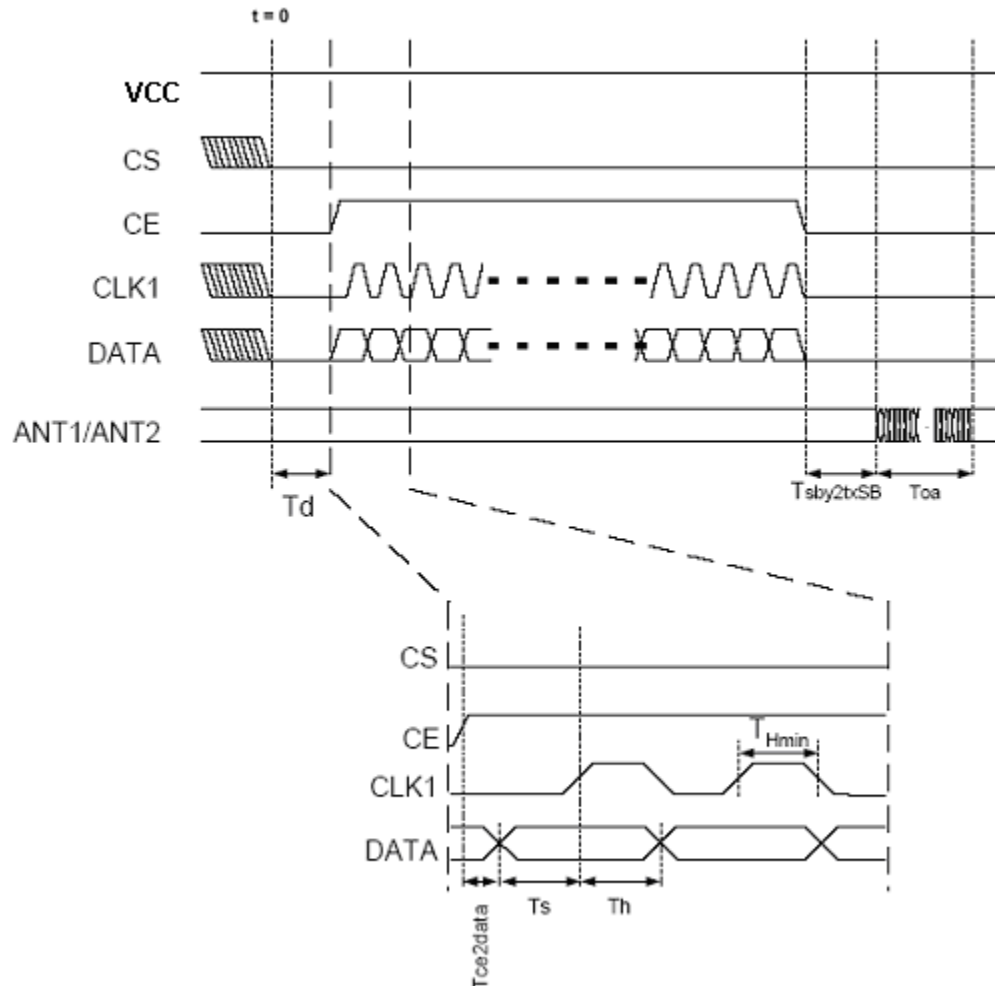 t = 0
VCC
CS
CE
CLK1
DATA
ANT1/ANT2
Td
Tsby2txSB
Toa
CS
CE
THmin
CLK1
DATA
Ts
Th
Tce2data